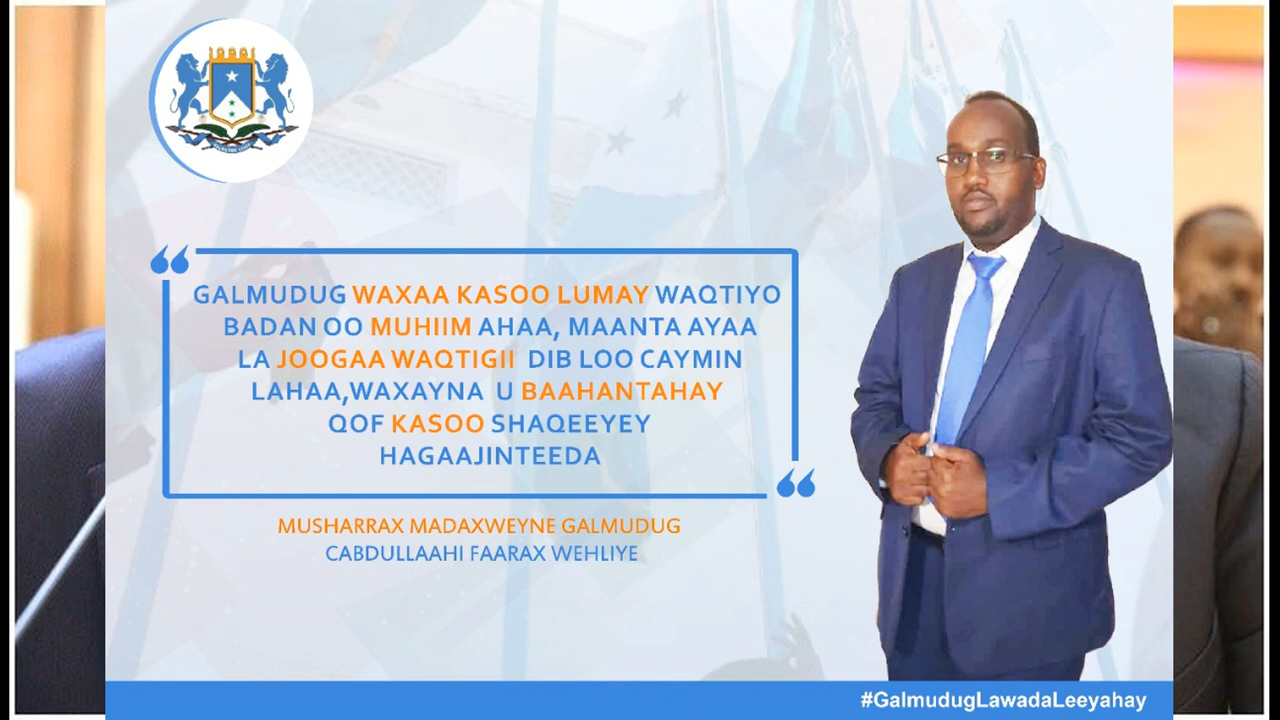 GALMUDUG WAXAA KASOO LUMAY WAQTIYO
BADAN OO MUHIIM AHAA, MAANTA AYAA
LA JOOGAA WAQTIGII DIB LOO CAYMIN
LAHAA,WAXAYNA U BAAHANTAHAY
QOF KASOO SHAQEEYEY
HAGAAJINTEEDA
MUSHARRAX MADAXWEYNE GALMUDUG
CABDULLAAHI FAARAX WEHLIYE
#GalmudugLawadaLeeyahay